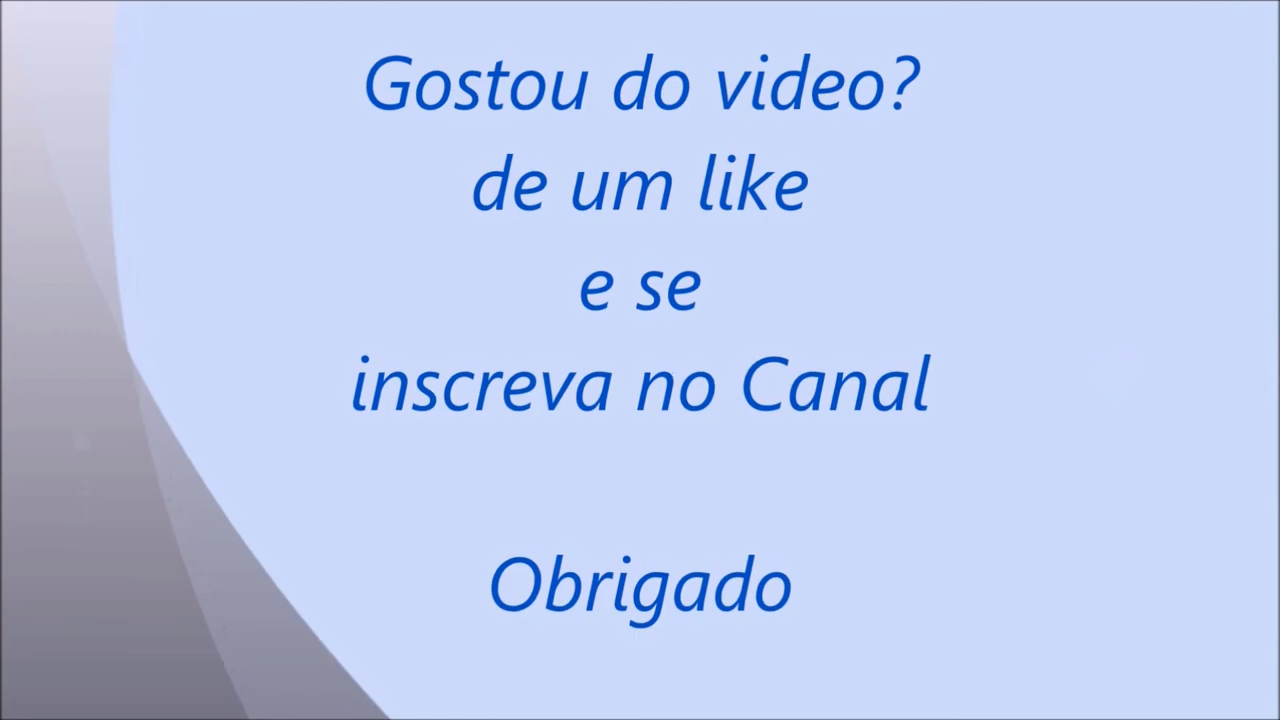 Gostou do video?
de um like
e se
inscreva no Canal
Obrigado